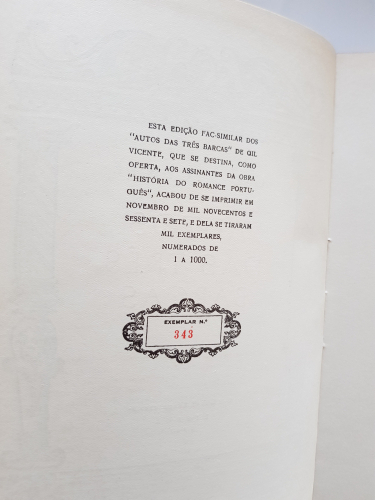 ESTA EDIÇÃO FAC-SIMILAR DOS
"AUTOS DAS TRÊS BARCAS" DE GIL
VICENTE, QUE SE DESTINA, COMO
OFERTA, AOS ASSINANTES DA OBRA
"HISTÓRIA DO ROMANCE PORTU-
GUÊS", ACABOU DE SE IMPRIMIR EM
NOVEMBRO DE MIL NOVECENTOS E
SESSENTA E SETE, E DELA SE TIRARAM
MIL EXEMPLARES,
NUMERADOS DE
1 A 1000.
EXEMPLAR N.º
343